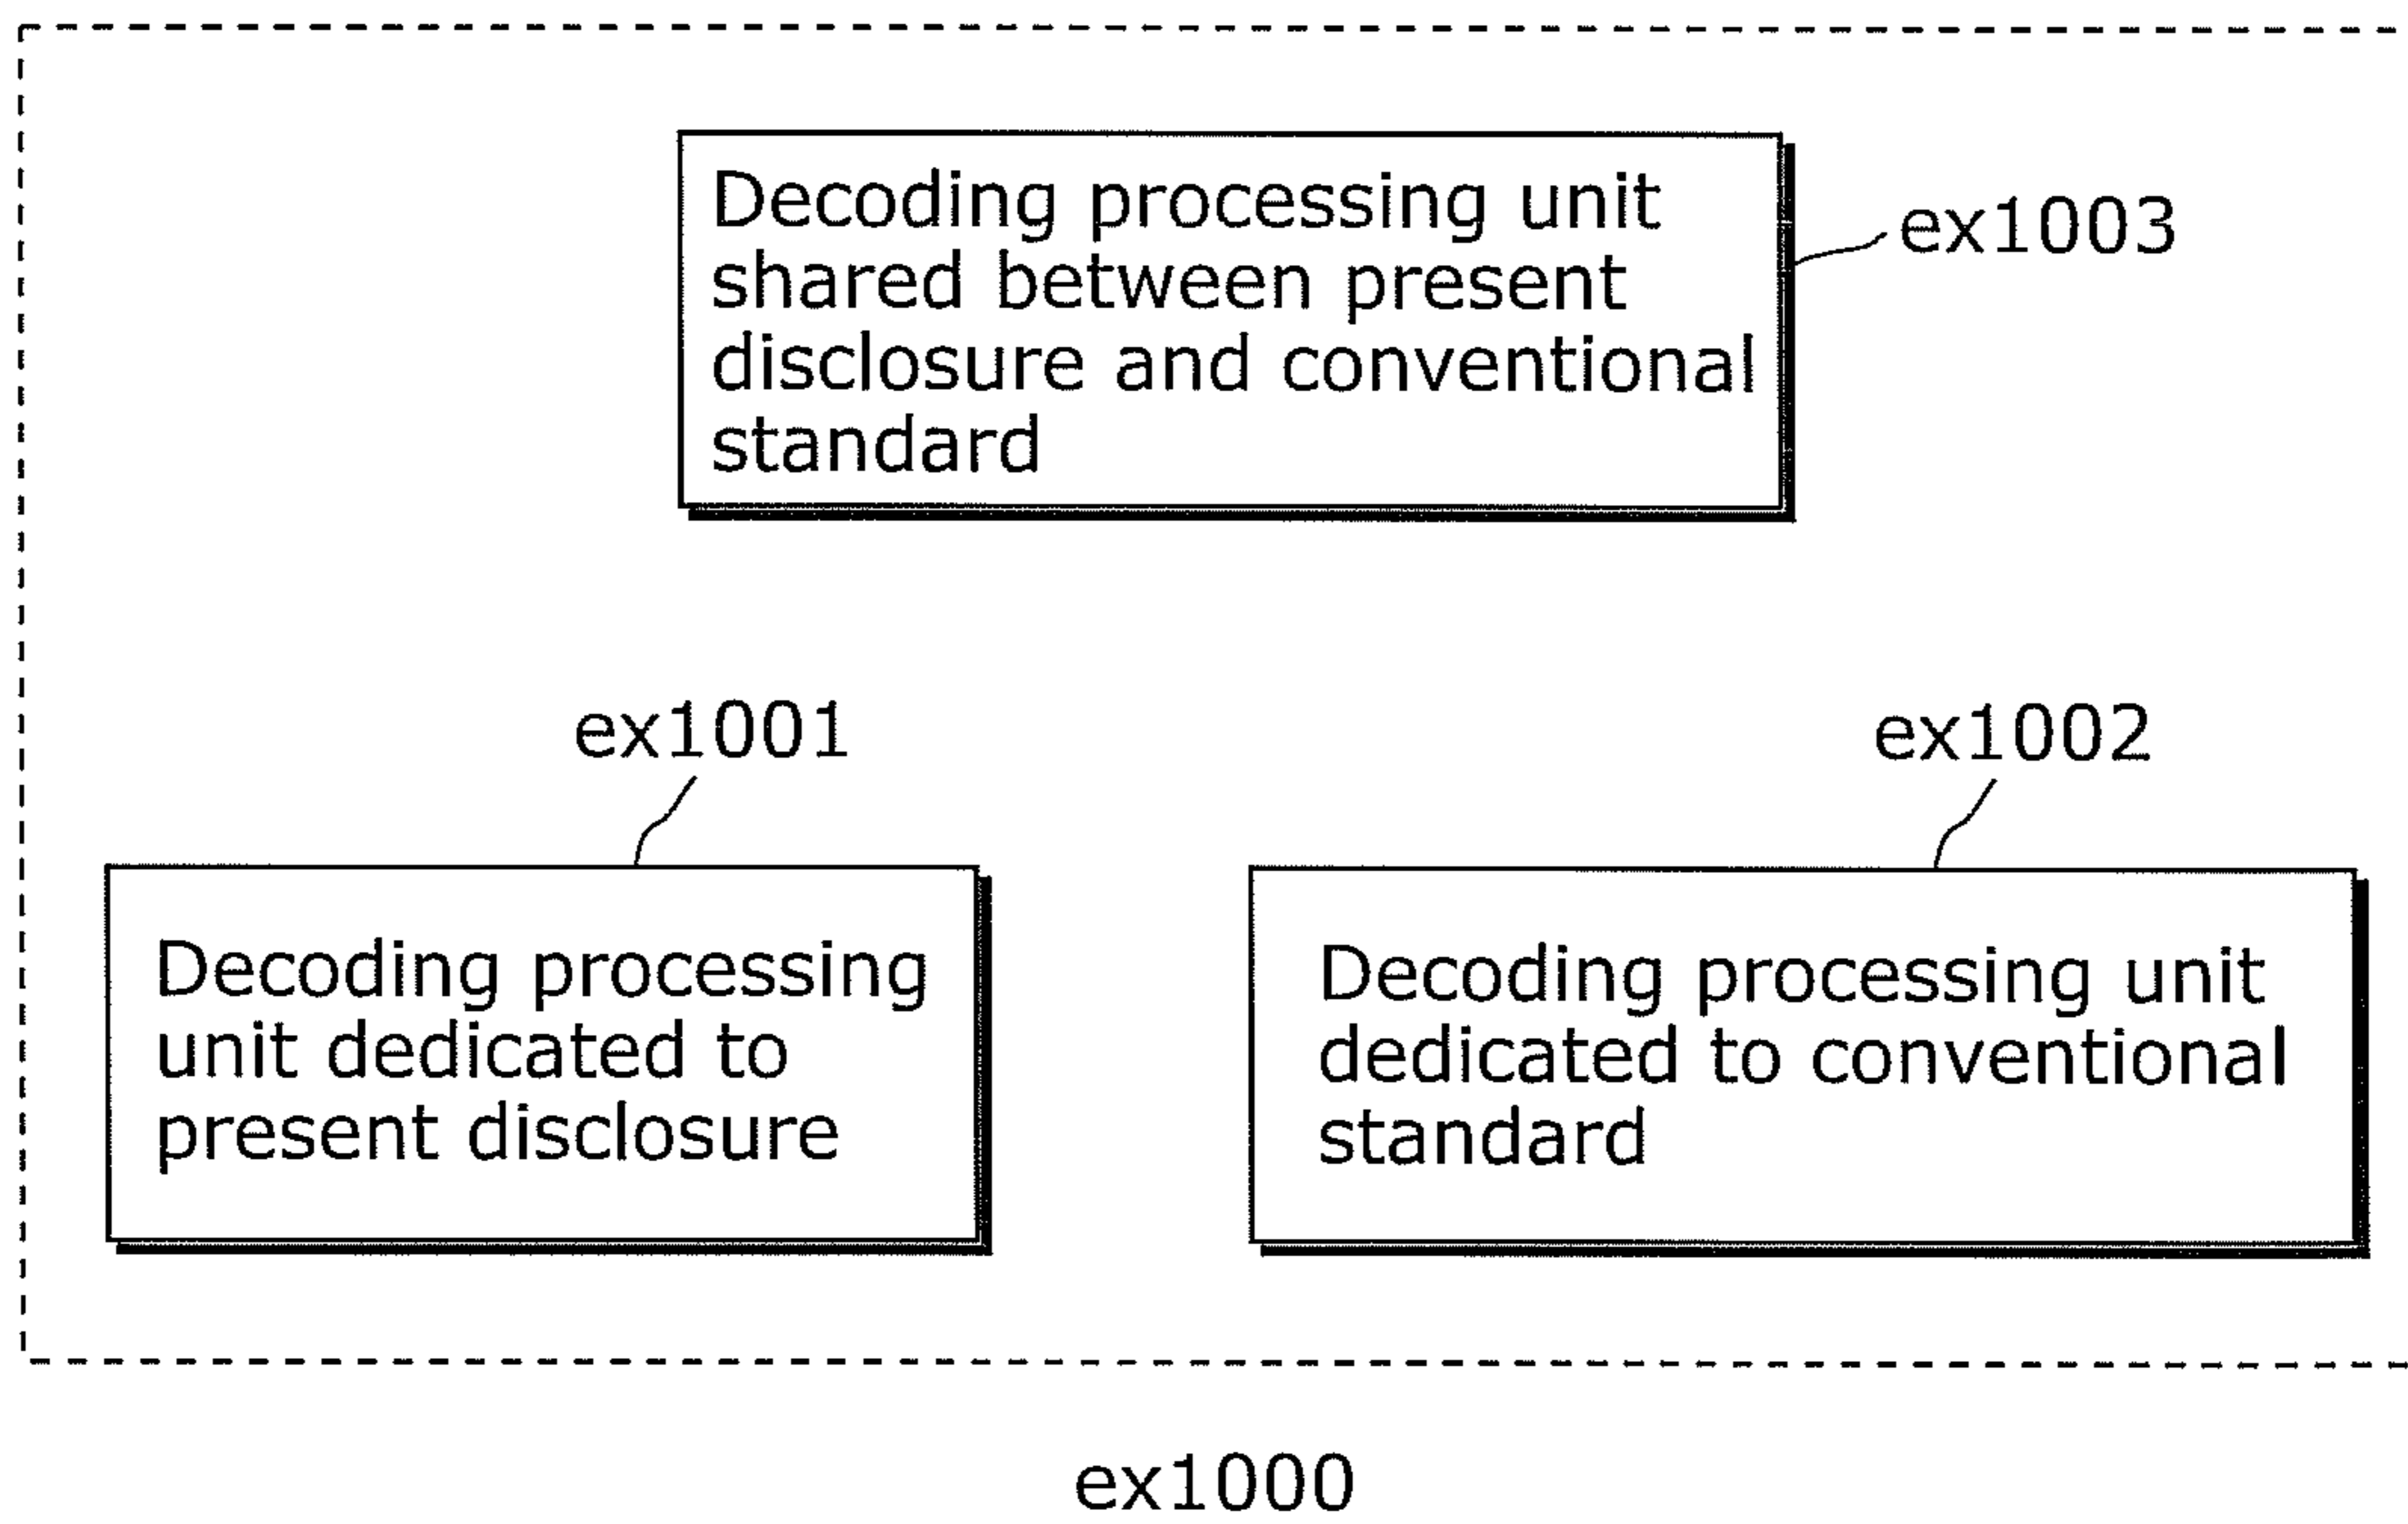 Decoding processing unit
shared between present
disclosure and conventional
standard
ex1003
ex1001
ex1002
Decoding processing
unit dedicated to
present disclosure
Decoding processing unit
dedicated to conventional
standard
ex1000